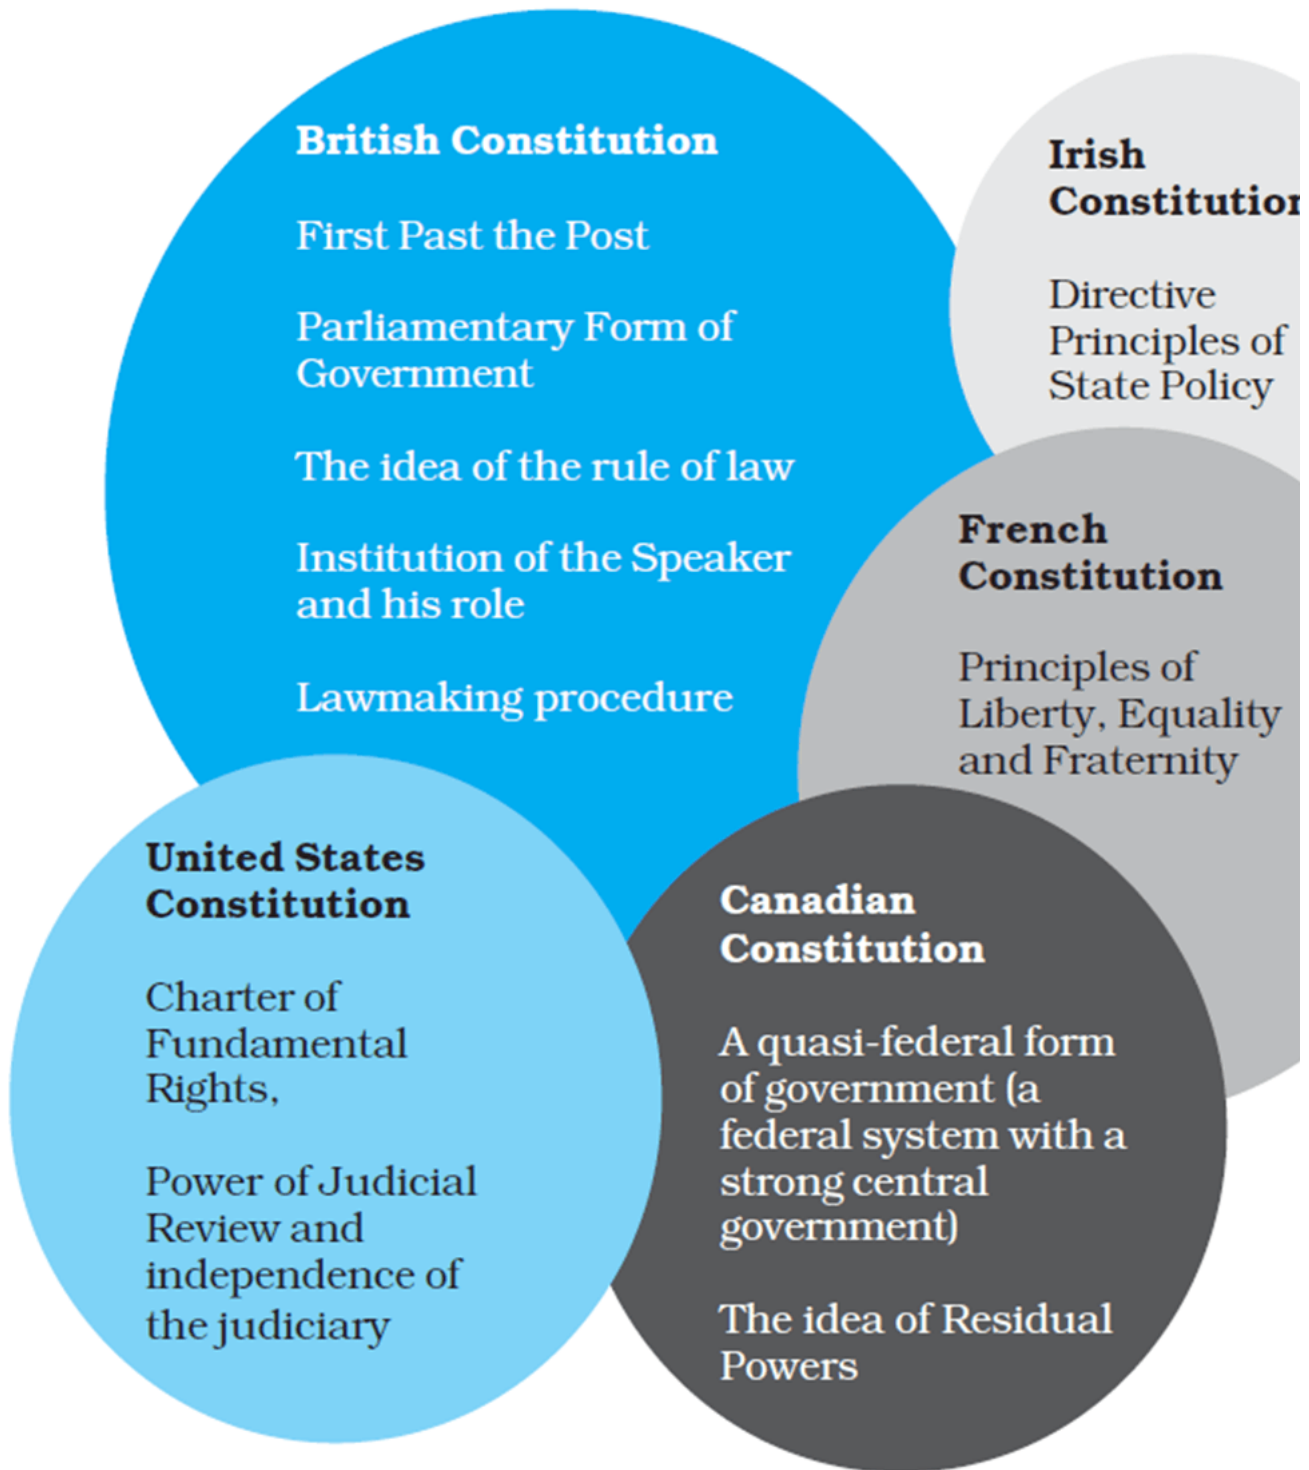 British Constitution
First Past the Post
Parliamentary Form of
Government
The idea of the rule of law
Institution of the Speaker
and his role
Lawmaking procedure
Irish
Constitution
Directive
Principles of
State Policy
French
Constitution
Principles of
Liberty, Equality
and Fraternity
United States
Constitution
Charter of
Fundamental
Rights,
Power of Judicial
Review and
independence of
the judiciary
Canadian
Constitution
A quasi-federal form
of government (a
federal system with a
strong central
government)
The idea of Residual
Powers